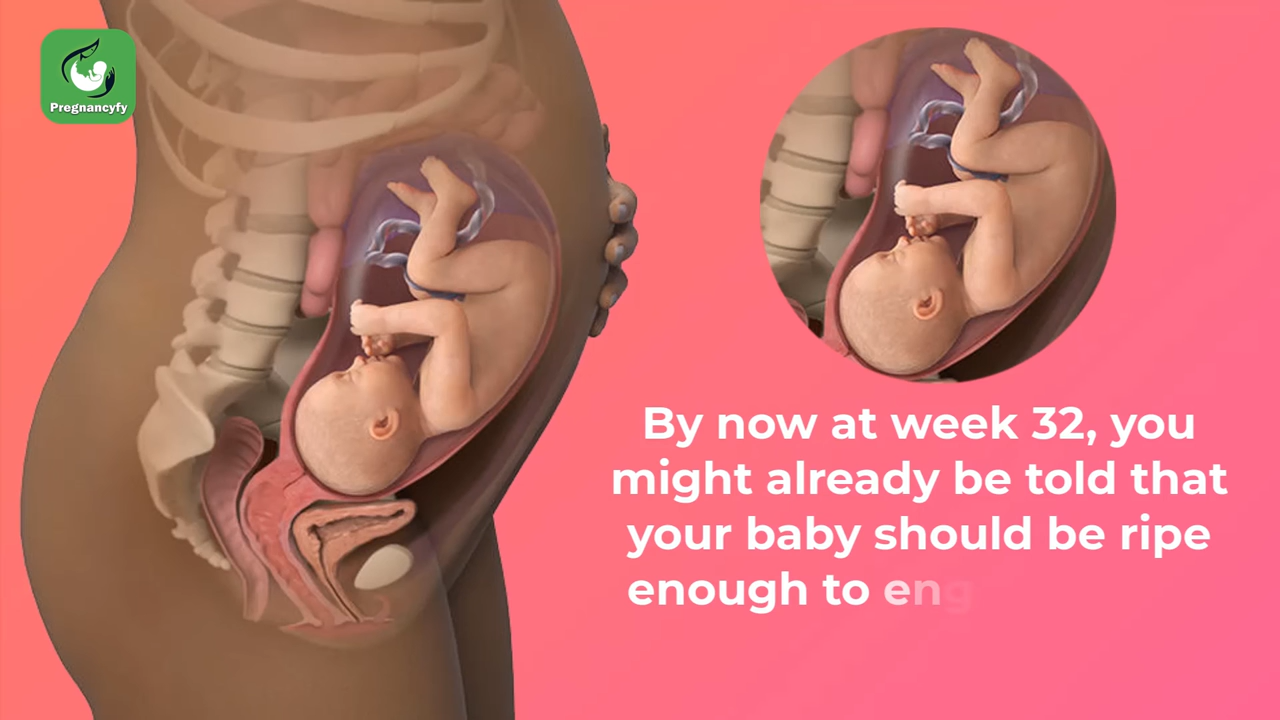 Pregnancyfy
By now at week 32, you
might already be told that
your baby should be ripe
enough to eng